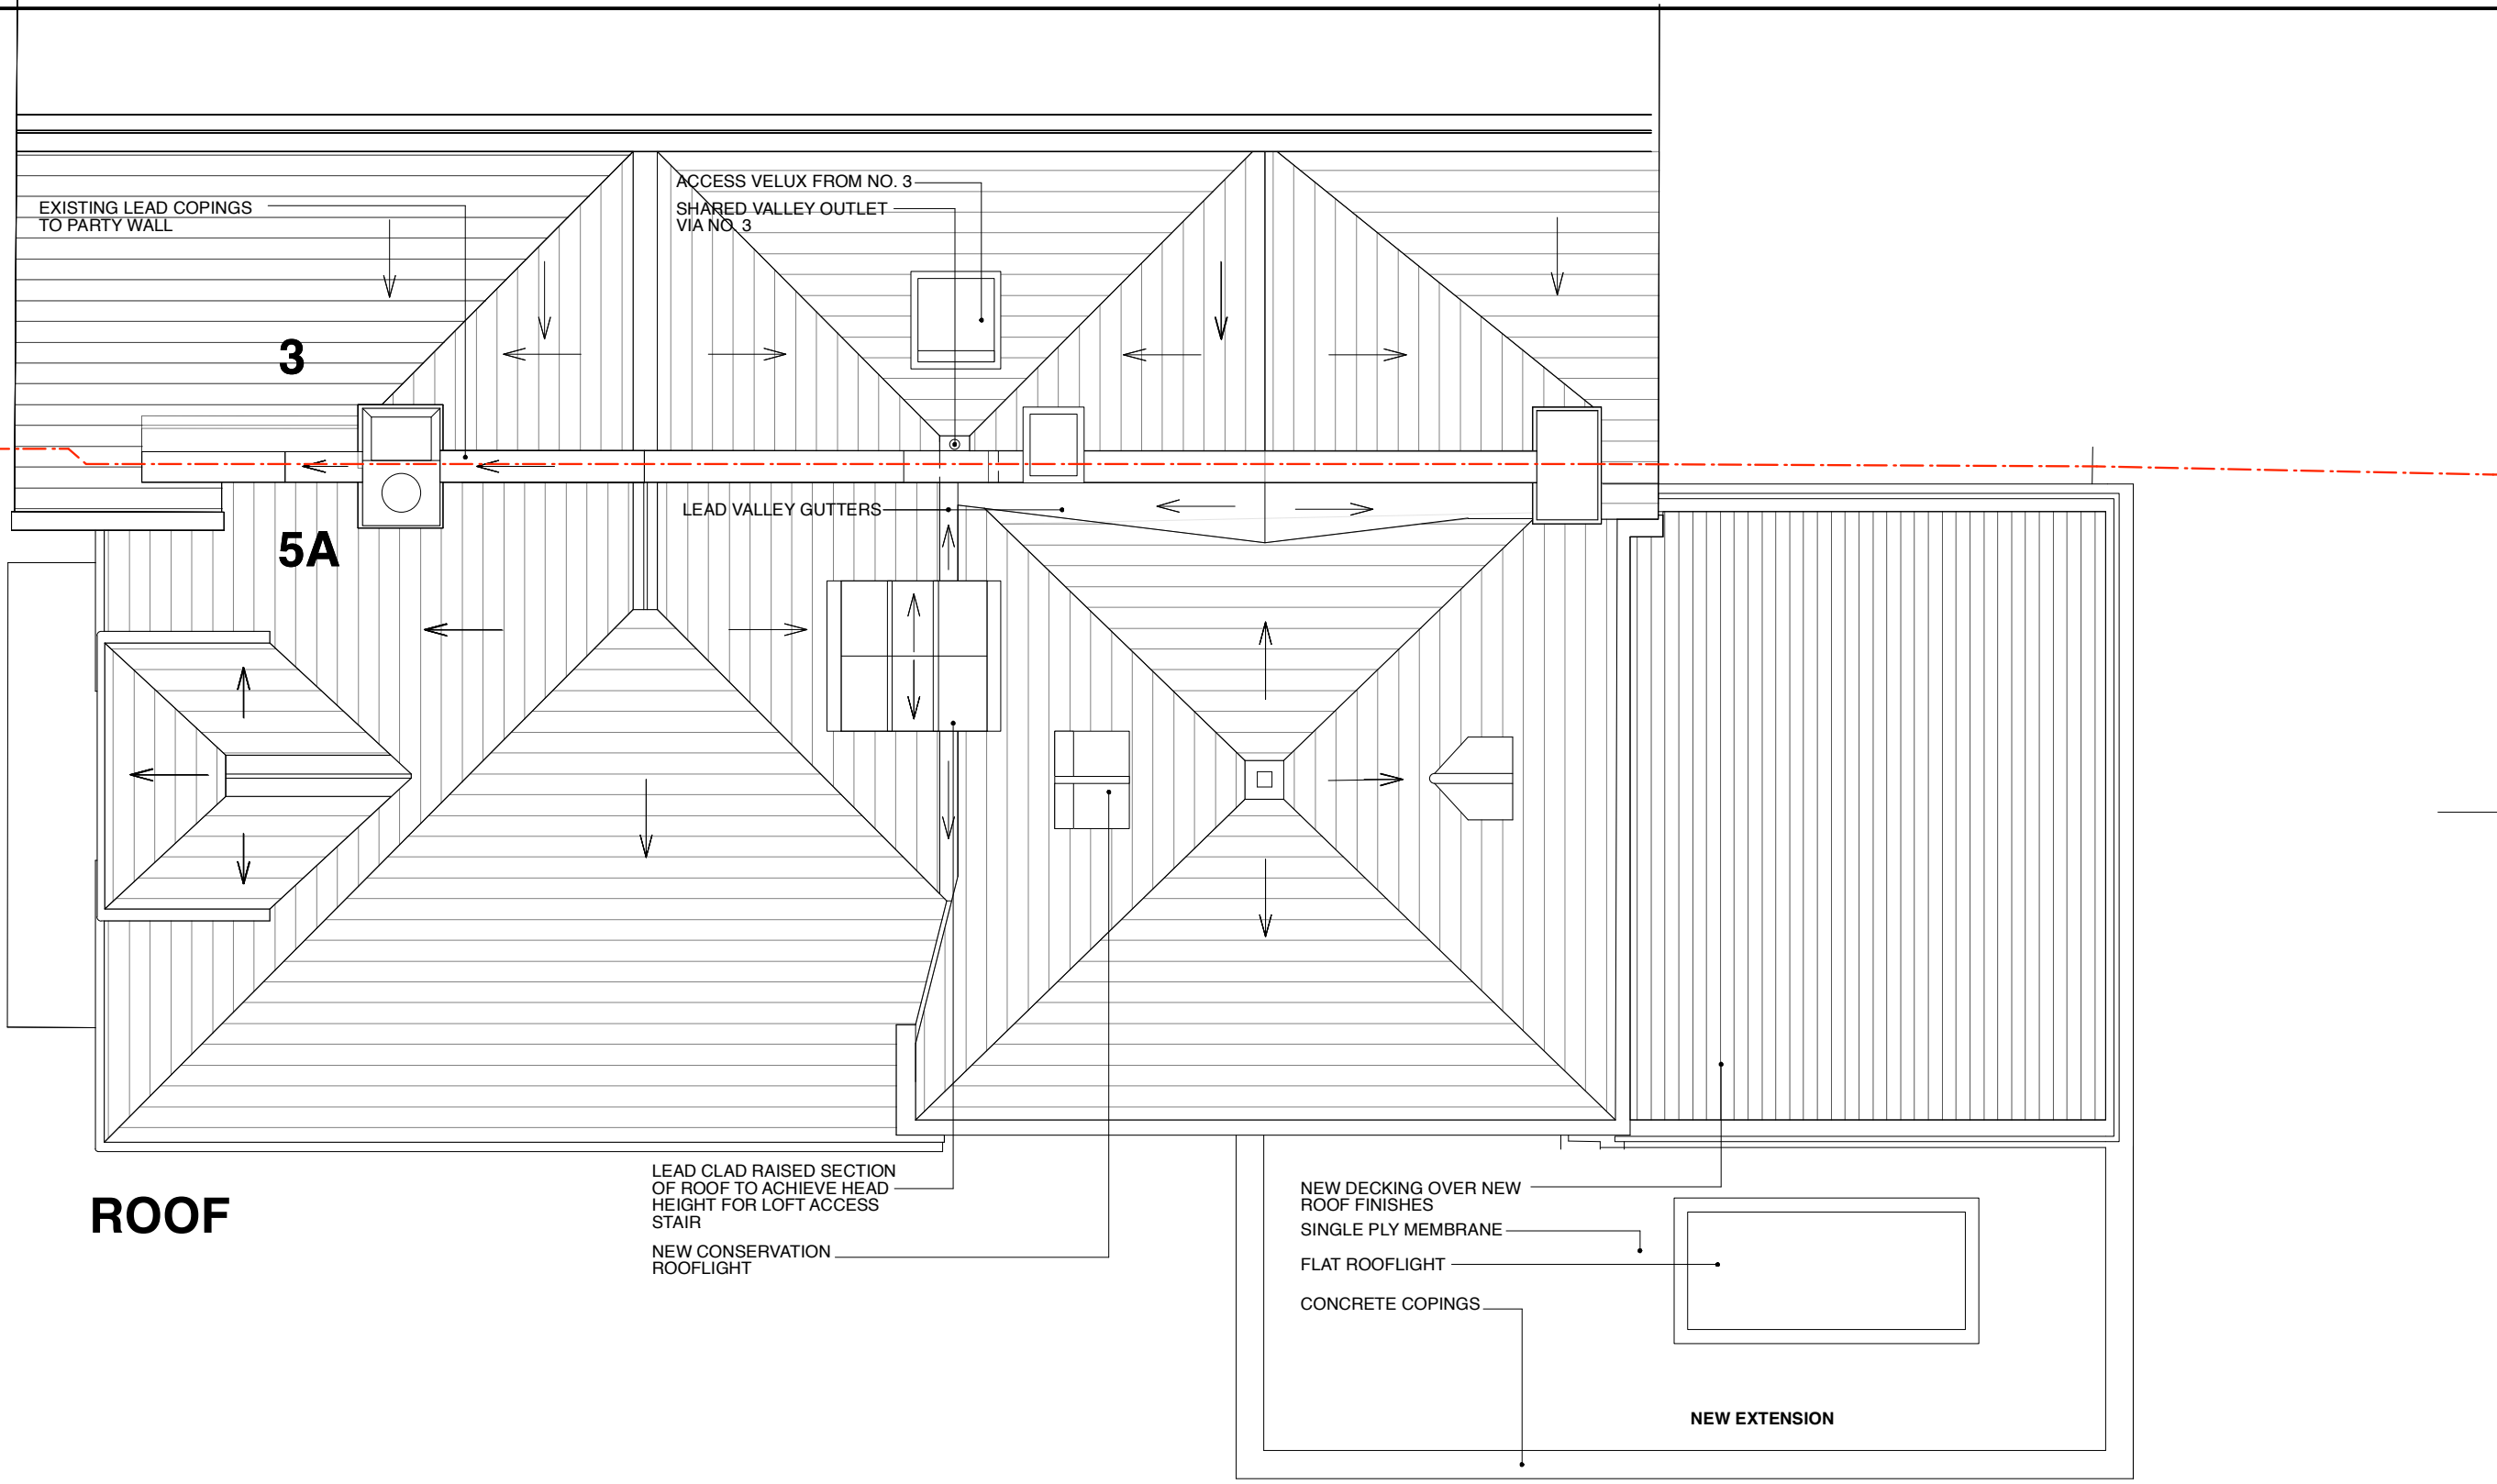 ACCESS VELUX FROM NO. 3
EXISTING LEAD COPINGS
TO PARTY WALL
SHARED VALLEY OUTLET
VIA NO. 3
3
LEAD VALLEY GUTTERS
5A
LEAD CLAD RAISED SECTION
OF ROOF TO ACHIEVE HEAD
HEIGHT FOR LOFT ACCESS
STAIR
NEW CONSERVATION
ROOFLIGHT
ROOF
NEW DECKING OVER NEW
ROOF FINISHES
SINGLE PLY MEMBRANE
FLAT ROOFLIGHT
CONCRETE COPINGS
NEW EXTENSION